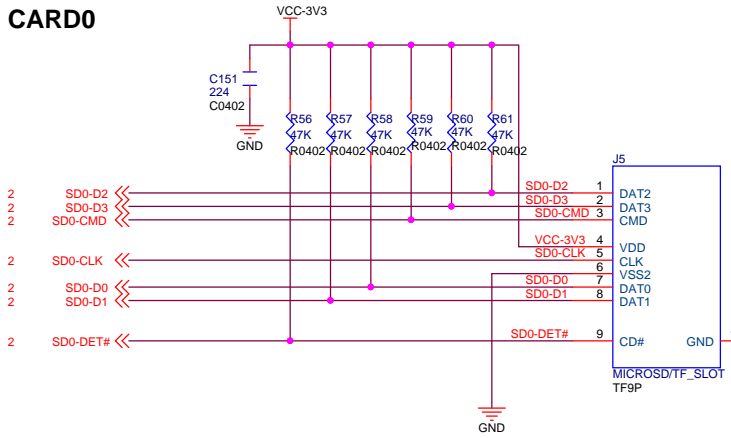 CARD0
VCC-3V3
C151
224
C0402
GND
R56 R57 R58 R59 R60 R61
47K 47K 47K 47K 47K 47K
R0402 R0402 R0402 R0402 R0402 R0402
J5
2 SD0-D2 SD0-D2 1 DAT2
2 SD0-D3 SD0-D3 2 DAT3
2 SD0-CMD SD0-CMD 3 CMD
VCC-3V3 4 VDD
2 SD0-CLK SD0-CLK 5 CLK
6 VSS2
2 SD0-D0 SD0-D0 7 DAT0
2 SD0-D1 SD0-D1 8 DAT1
2 SD0-DET# SD0-DET# 9 CD# GND
MICROSD/TF_SLOT
TF9P
GND